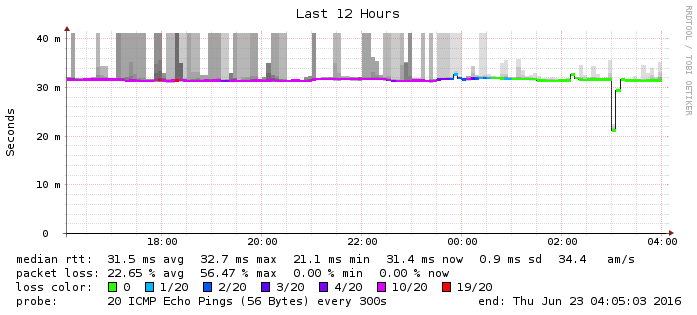 Last 12 Hours
RRDTOOL / TOBI OETIKER
Seconds
40 m
30 m
20 m
10 m
0
18:00 20:00 22:00 00:00 02:00 04:00
median rtt: 31.5 ms avg 32.7 ms max 21.1 ms min 31.4 ms now 0.9 ms sd 34.4 am/s
packet loss: 22.65 % avg 56.47 % max 0.00 % min 0.00 % now
loss color: 0 1/20 2/20 3/20 4/20 10/20 19/20
probe: 20 ICMP Echo Pings (56 Bytes) every 300s end: Thu Jun 23 04:05:03 2016